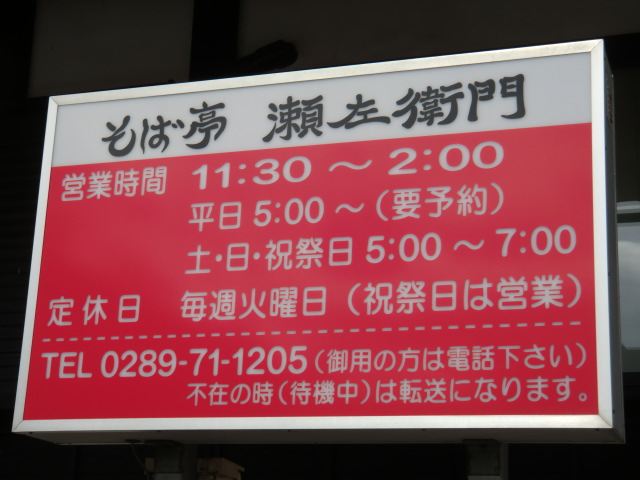 そば亭 瀬左衛門
営業時間 11:30 ～ 2:00
平日 5:00 ～（要予約）
土・日・祝祭日 5:00 ～ 7:00
定休日 毎週火曜日（祝祭日は営業）
TEL 0289-71-1205（御用の方は電話下さい）
不在の時（待機中）は転送になります。